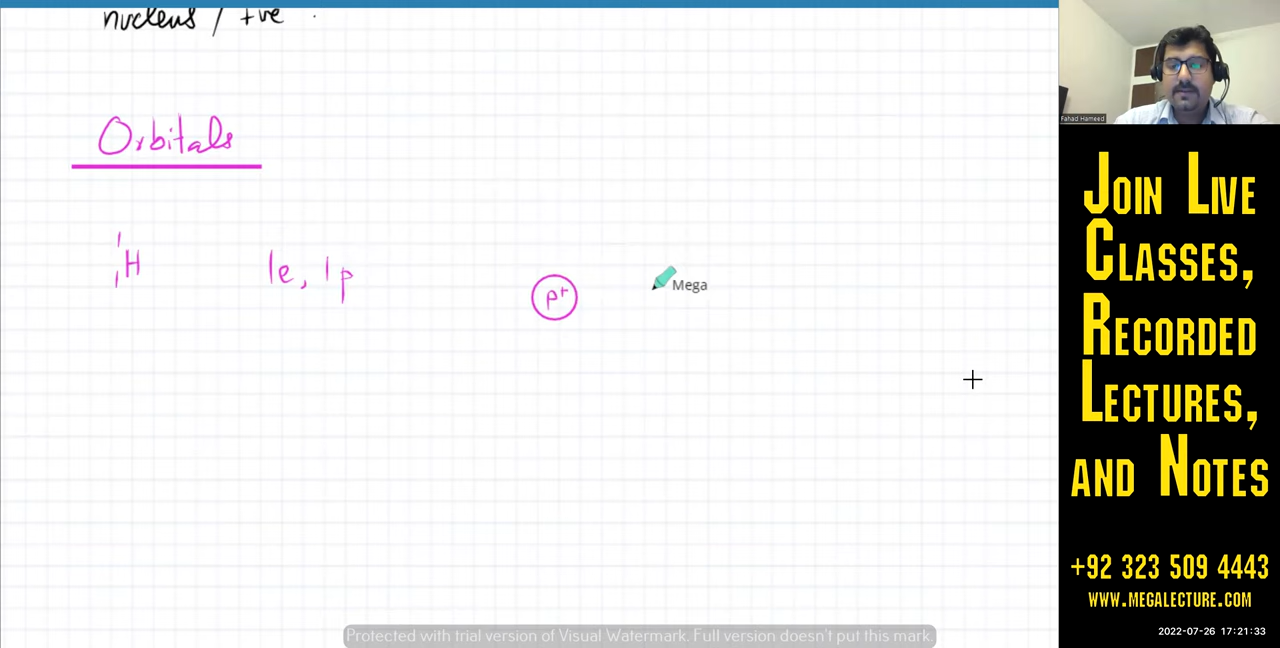 nucleus / +ve .
Orbitals
1
1H 1e, 1p
p+
Mega
Fahad Hameed
JOIN LIVE
CLASSES,
RECORDED
LECTURES,
AND NOTES
+92 323 509 4443
WWW.MEGALECTURE.COM
2022-07-26 17:21:33
Protected with trial version of Visual Watermark. Full version doesn't put this mark.